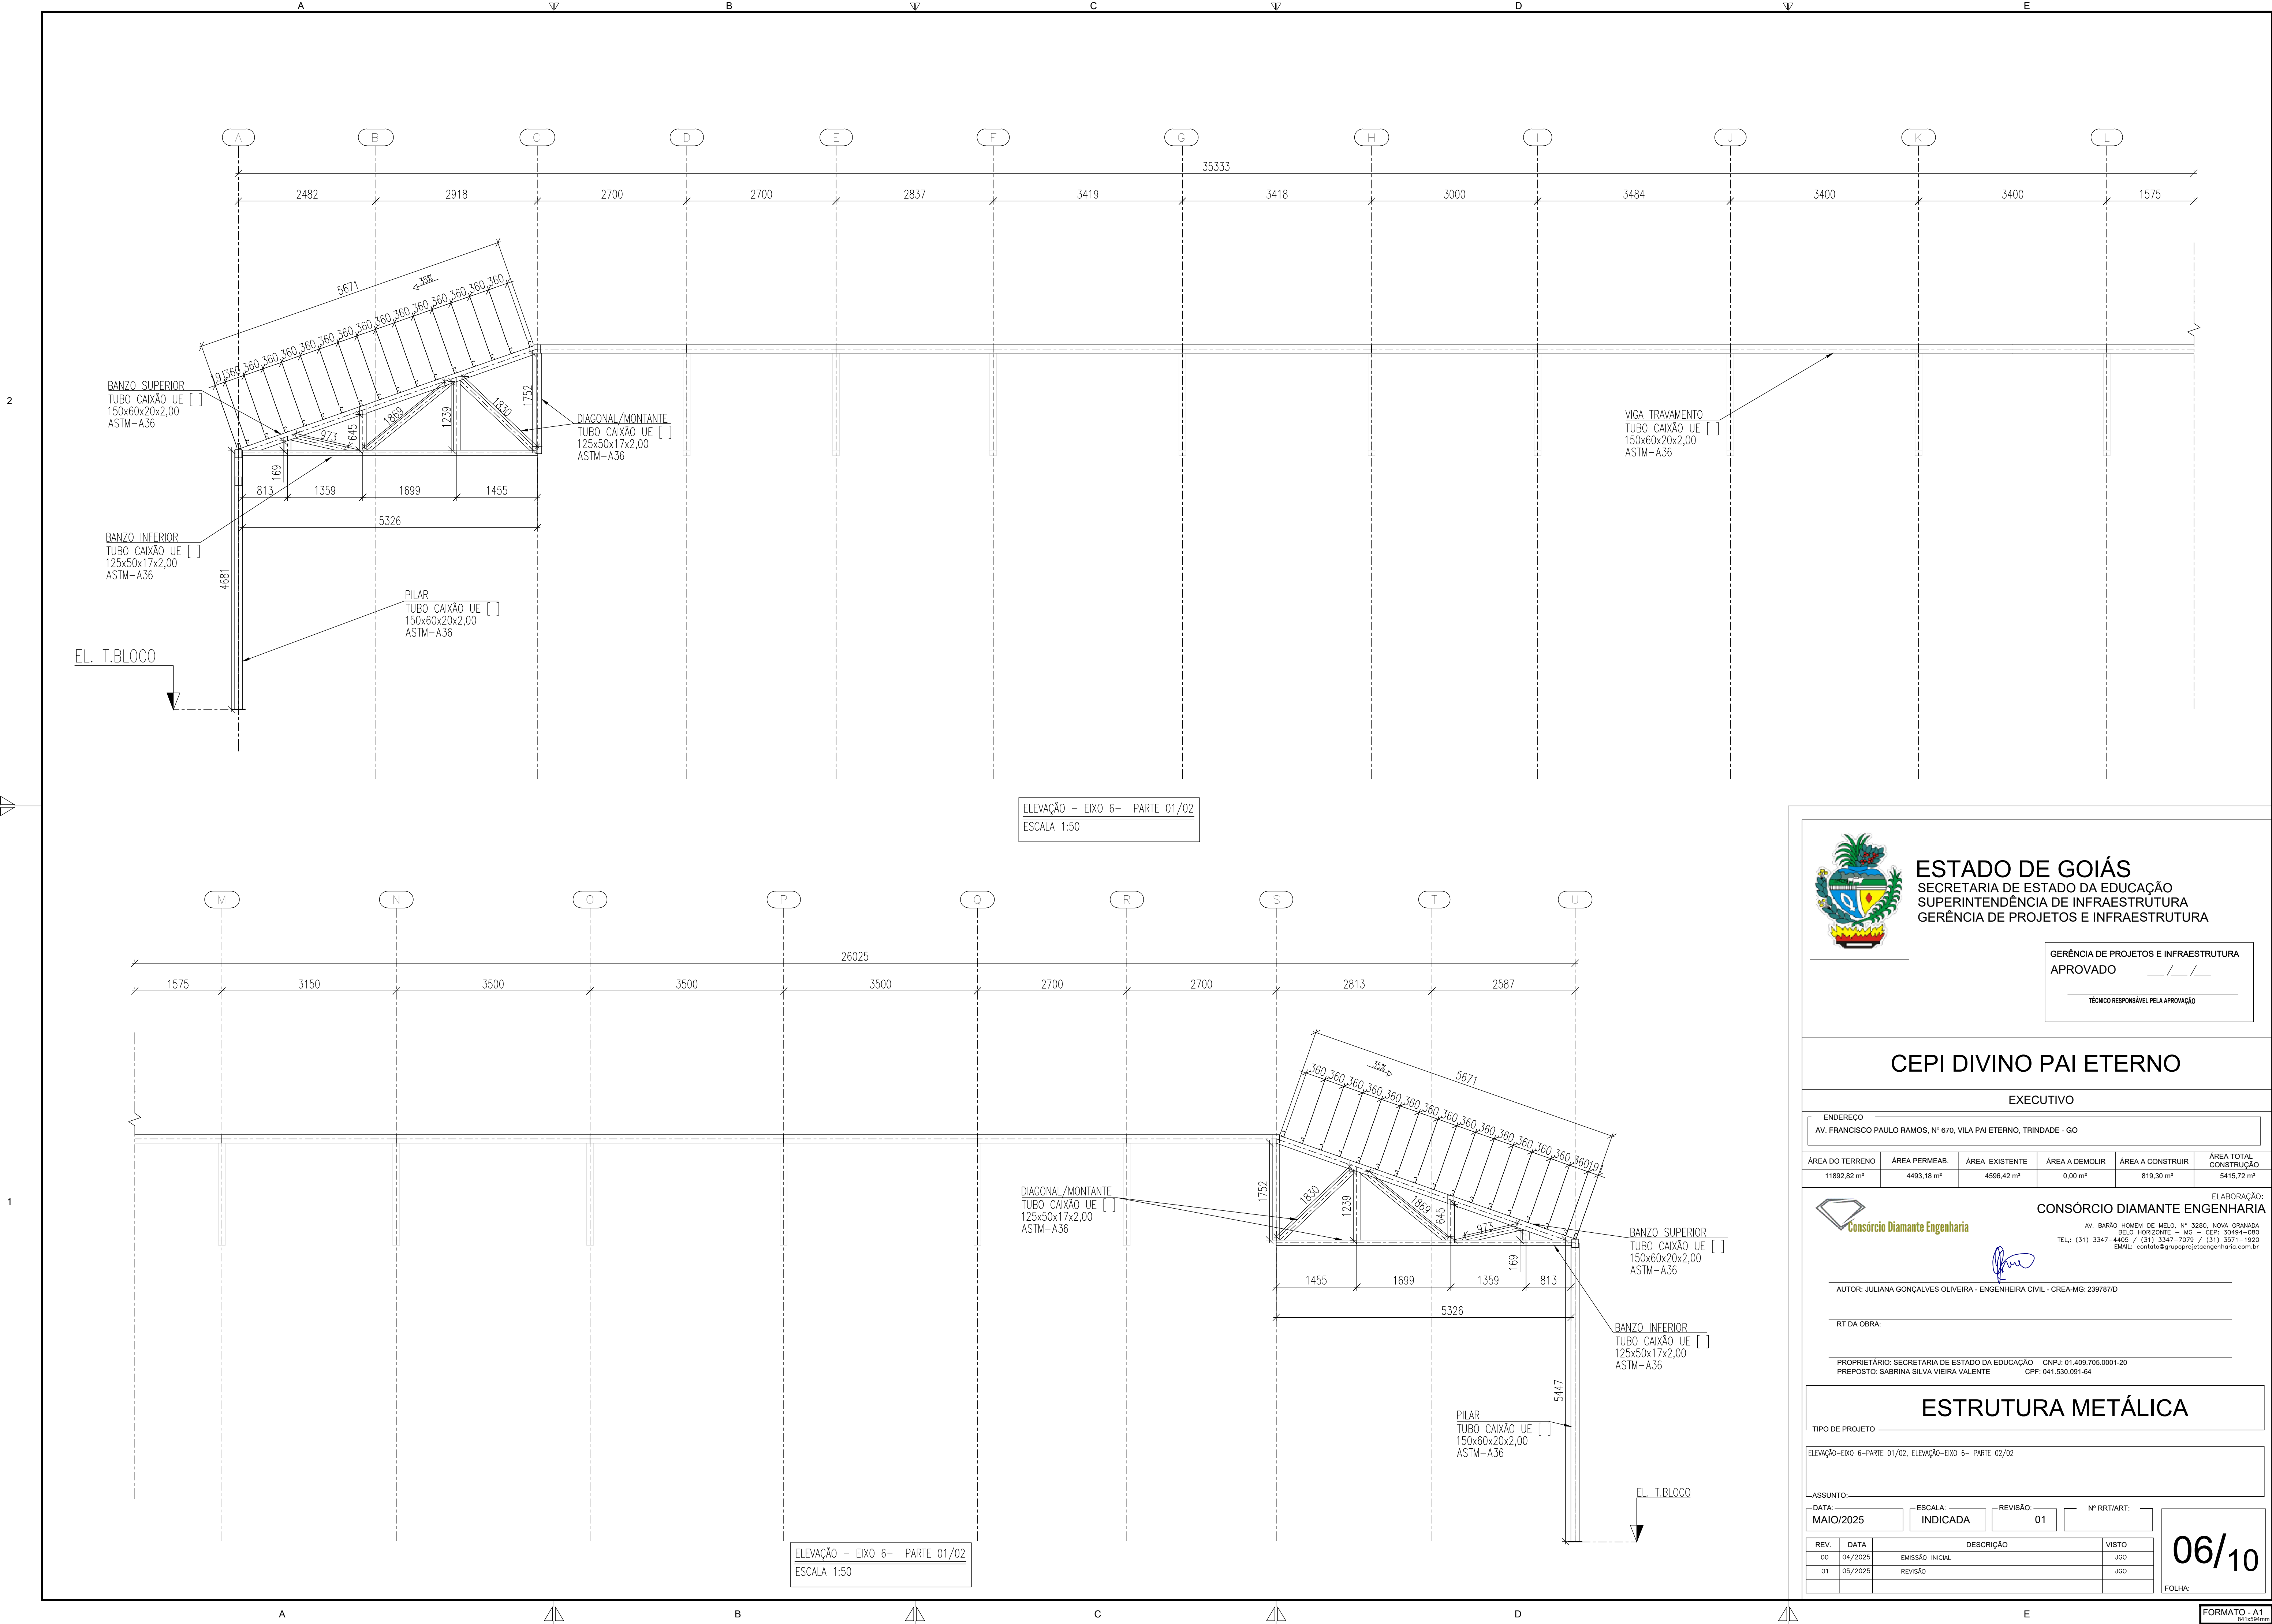 A
B
C
D
E
2
1
A
B
C
D
E
F
G
H
I
J
K
L
35333
2482
2918
2700
2700
2837
3419
3418
3000
3484
3400
3400
1575
5671
35%
191 360 360 360 360 360 360 360 360 360 360 360 360 360 360 360
BANZO SUPERIOR
TUBO CAIXÃO UE [ ]
150x60x20x2,00
ASTM-A36
973
645
1869
1239
1830
1752
169
DIAGONAL/MONTANTE
TUBO CAIXÃO UE [ ]
125x50x17x2,00
ASTM-A36
VIGA TRAVAMENTO
TUBO CAIXÃO UE [ ]
150x60x20x2,00
ASTM-A36
813
1359
1699
1455
5326
BANZO INFERIOR
TUBO CAIXÃO UE [ ]
125x50x17x2,00
ASTM-A36
4681
PILAR
TUBO CAIXÃO UE [ ]
150x60x20x2,00
ASTM-A36
EL. T.BLOCO
ELEVAÇÃO - EIXO 6- PARTE 01/02
ESCALA 1:50
M
N
O
P
Q
R
S
T
U
26025
1575
3150
3500
3500
3500
2700
2700
2813
2587
5671
35%
360 360 360 360 360 360 360 360 360 360 360 360 360 360 360 191
1752
1830
1239
1869
645
973
169
DIAGONAL/MONTANTE
TUBO CAIXÃO UE [ ]
125x50x17x2,00
ASTM-A36
BANZO SUPERIOR
TUBO CAIXÃO UE [ ]
150x60x20x2,00
ASTM-A36
1455
1699
1359
813
5326
BANZO INFERIOR
TUBO CAIXÃO UE [ ]
125x50x17x2,00
ASTM-A36
5447
PILAR
TUBO CAIXÃO UE [ ]
150x60x20x2,00
ASTM-A36
EL. T.BLOCO
ELEVAÇÃO - EIXO 6- PARTE 01/02
ESCALA 1:50
ESTADO DE GOIÁS
SECRETARIA DE ESTADO DA EDUCAÇÃO
SUPERINTENDÊNCIA DE INFRAESTRUTURA
GERÊNCIA DE PROJETOS E INFRAESTRUTURA
GERÊNCIA DE PROJETOS E INFRAESTRUTURA
APROVADO ___ /___ /___
TÉCNICO RESPONSÁVEL PELA APROVAÇÃO
CEPI DIVINO PAI ETERNO
EXECUTIVO
ENDEREÇO
AV. FRANCISCO PAULO RAMOS, N° 670, VILA PAI ETERNO, TRINDADE - GO
ÁREA DO TERRENO ÁREA PERMEAB. ÁREA EXISTENTE ÁREA A DEMOLIR ÁREA A CONSTRUIR ÁREA TOTAL CONSTRUÇÃO
11892,82 m² 4493,18 m² 4596,42 m² 0,00 m² 819,30 m² 5415,72 m²
ELABORAÇÃO:
CONSÓRCIO DIAMANTE ENGENHARIA
Consórcio Diamante Engenharia
AV. BARÃO HOMEM DE MELO, N° 3280, NOVA GRANADA
BELO HORIZONTE - MG - CEP: 30494-080
TEL.: (31) 3347-4405 / (31) 3347-7079 / (31) 3571-1920
EMAIL: contato@grupoprojetaengenharia.com.br
AUTOR: JULIANA GONÇALVES OLIVEIRA - ENGENHEIRA CIVIL - CREA-MG: 239787/D
RT DA OBRA:
PROPRIETÁRIO: SECRETARIA DE ESTADO DA EDUCAÇÃO CNPJ: 01.409.705.0001-20
PREPOSTO: SABRINA SILVA VIEIRA VALENTE CPF: 041.530.091-64
ESTRUTURA METÁLICA
TIPO DE PROJETO
ELEVAÇÃO-EIXO 6-PARTE 01/02, ELEVAÇÃO-EIXO 6- PARTE 02/02
ASSUNTO:
DATA: ESCALA: REVISÃO: Nº RRT/ART:
MAIO/2025 INDICADA 01
REV. DATA DESCRIÇÃO VISTO
00 04/2025 EMISSÃO INICIAL JGO
01 05/2025 REVISÃO JGO
06/10
FOLHA:
A
B
C
D
E
FORMATO - A1
841x594mm